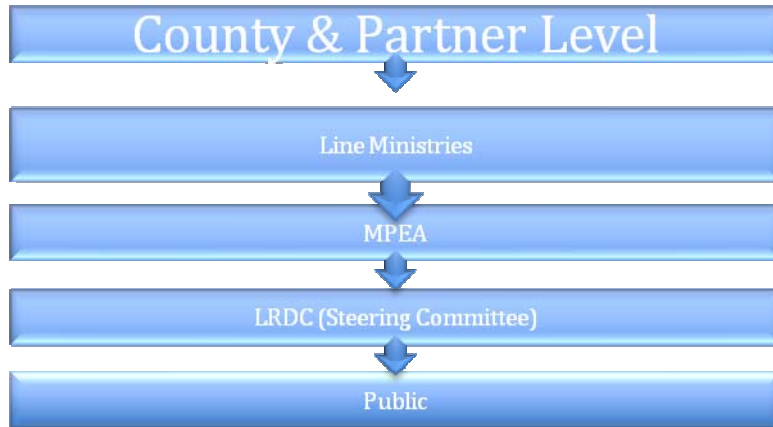 County & Partner Level
Line Ministries
MPEA
LRDC (Steering Committee)
Public